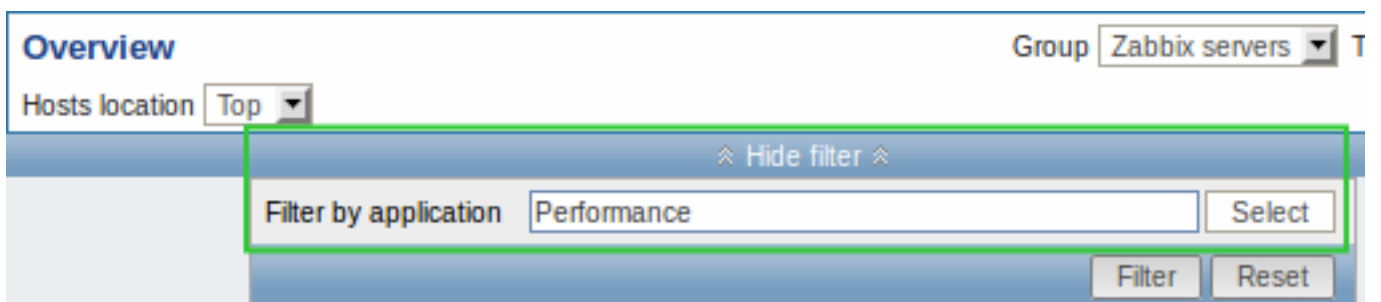 Overview
Group Zabbix servers
Hosts location Top
Hide filter
Filter by application Performance Select
Filter Reset